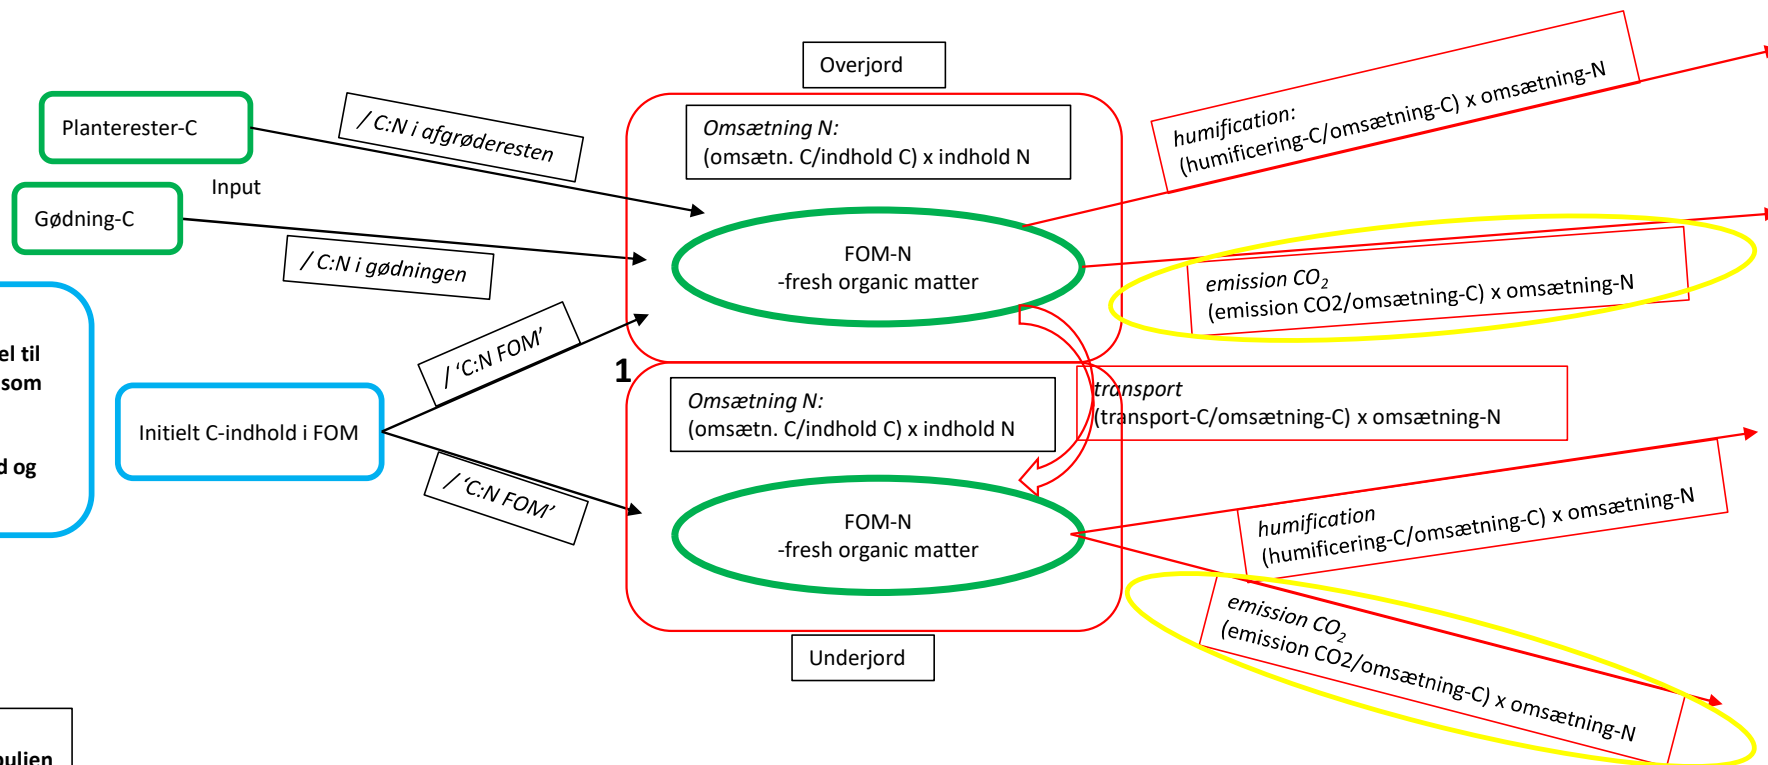 Overjord
Planterester-C
/ C:N i afgrøderesten
Input
Gødning-C
/ C:N i gødningen
Omsætning N:
(omsætn. C/indhold C) x indhold N
FOM-N
-fresh organic matter
humification:
(humificering-C/omsætning-C) x omsætning-N
emission CO2
(emission CO2/omsætning-C) x omsætning-N
el til
som
d og
Initielt C-indhold i FOM
/ ‘C:N FOM’
/ ‘C:N FOM’
1
Omsætning N:
(omsætn. C/indhold C) x indhold N
transport
(transport-C/omsætning-C) x omsætning-N
FOM-N
-fresh organic matter
humification
(humificering-C/omsætning-C) x omsætning-N
emission CO2
(emission CO2/omsætning-C) x omsætning-N
Underjord
puljen